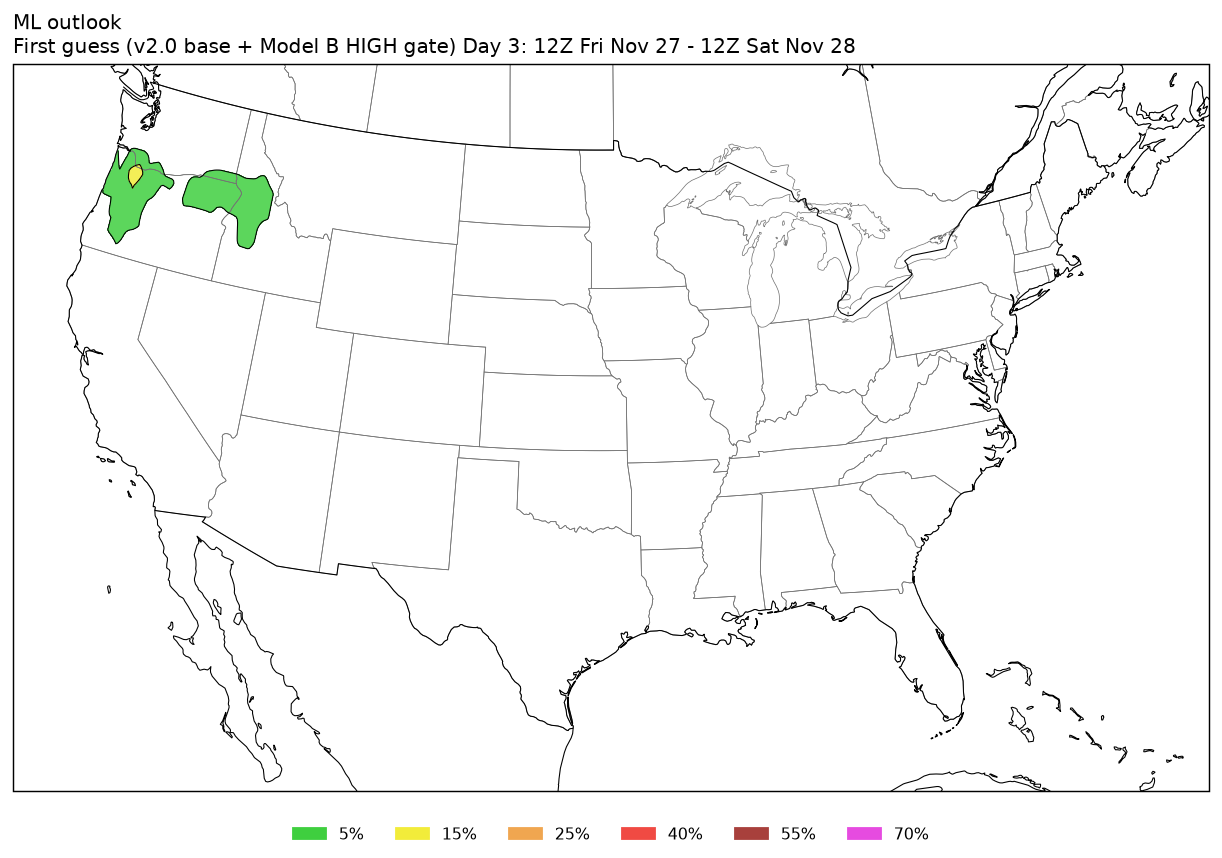 ML outlook
First guess (v2.0 base + Model B HIGH gate) Day 3: 12Z Fri Nov 27 - 12Z Sat Nov 28
5% 15% 25% 40% 55% 70%